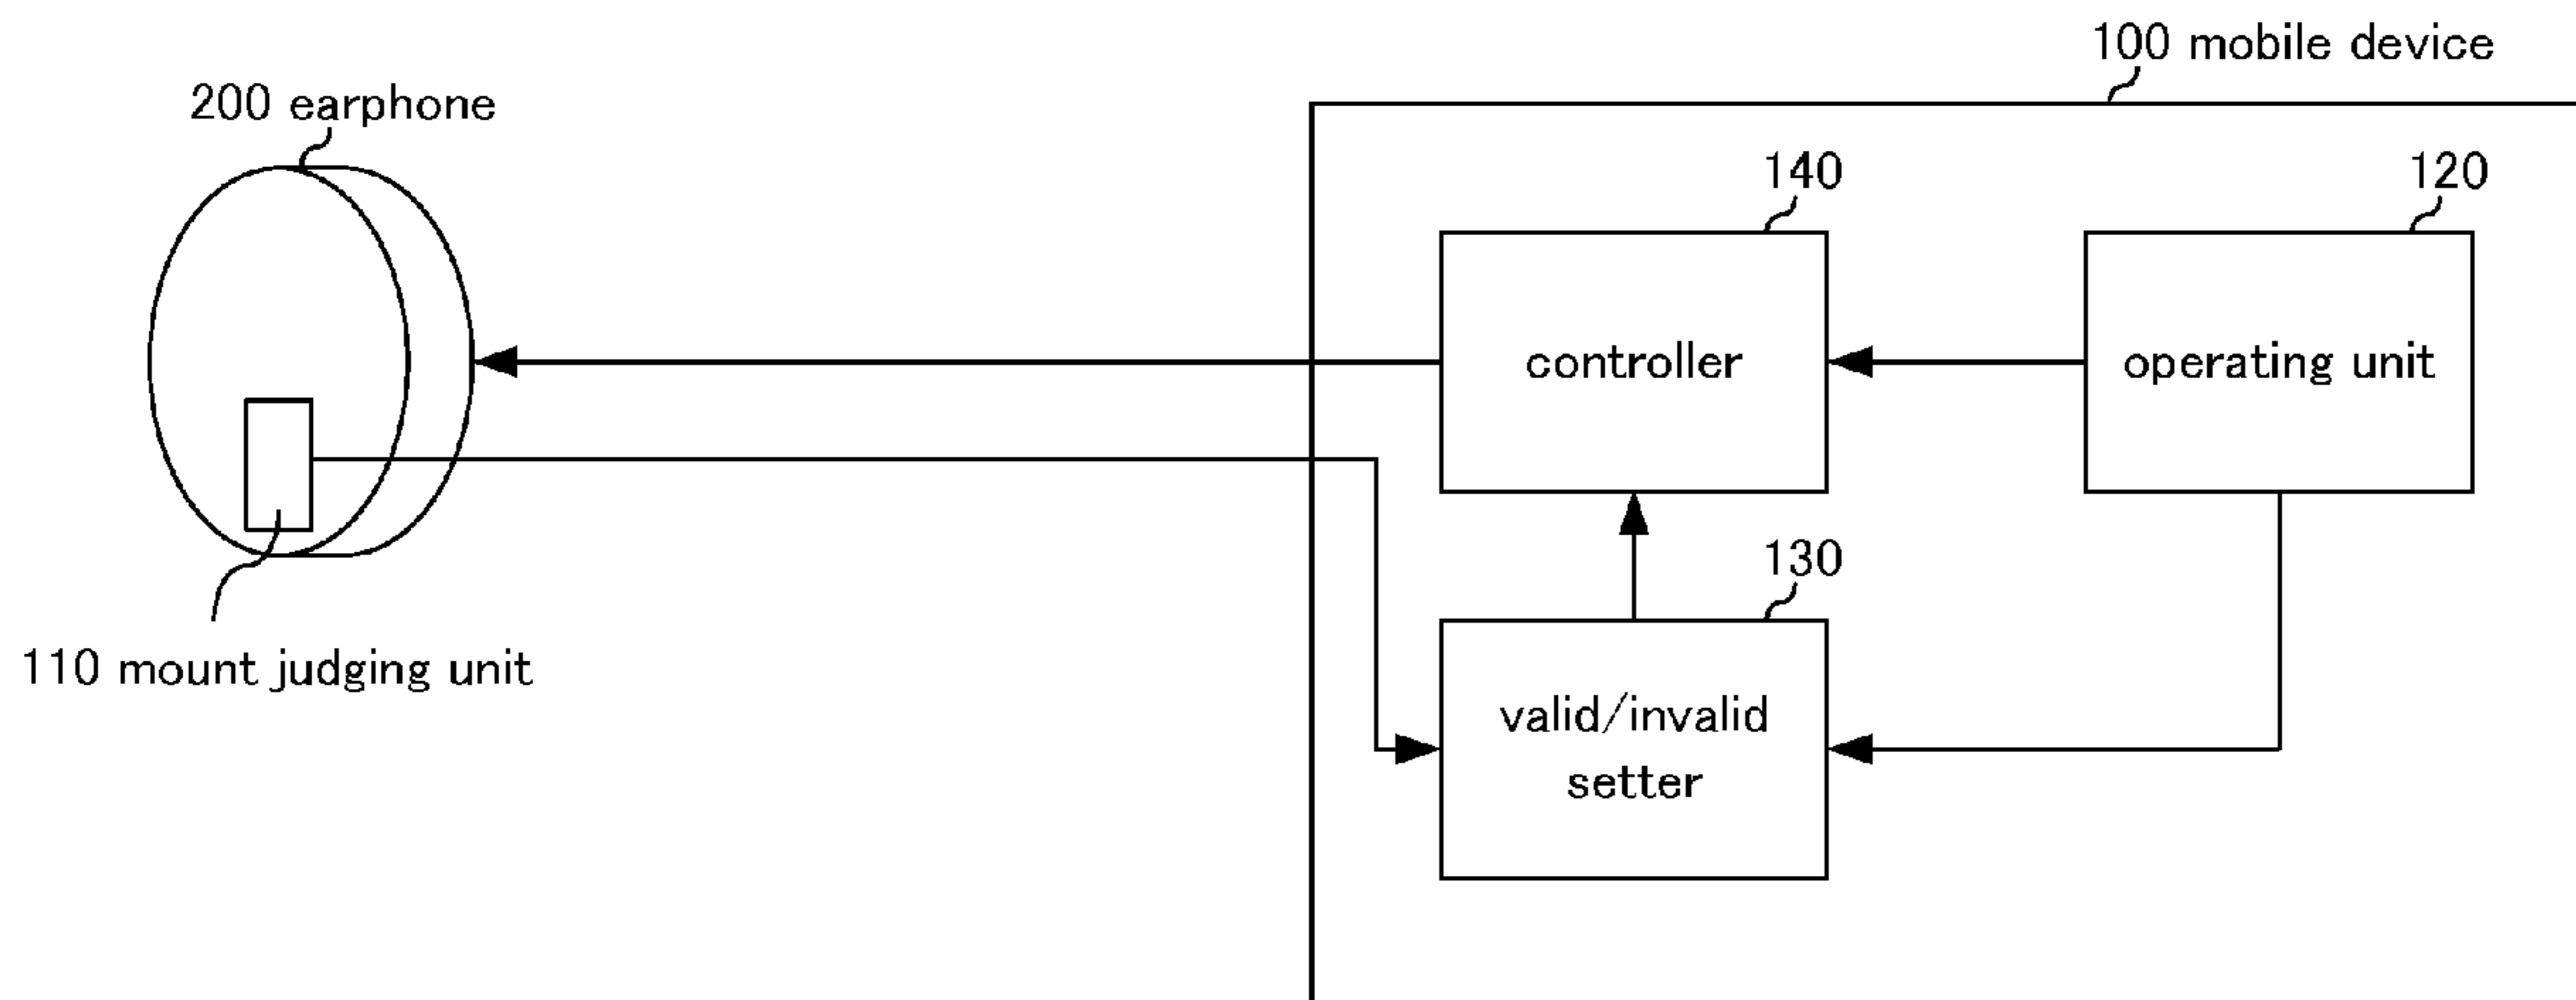 100 mobile device
200 earphone
140
120
controller
operating unit
130
110 mount judging unit
valid/invalid
setter